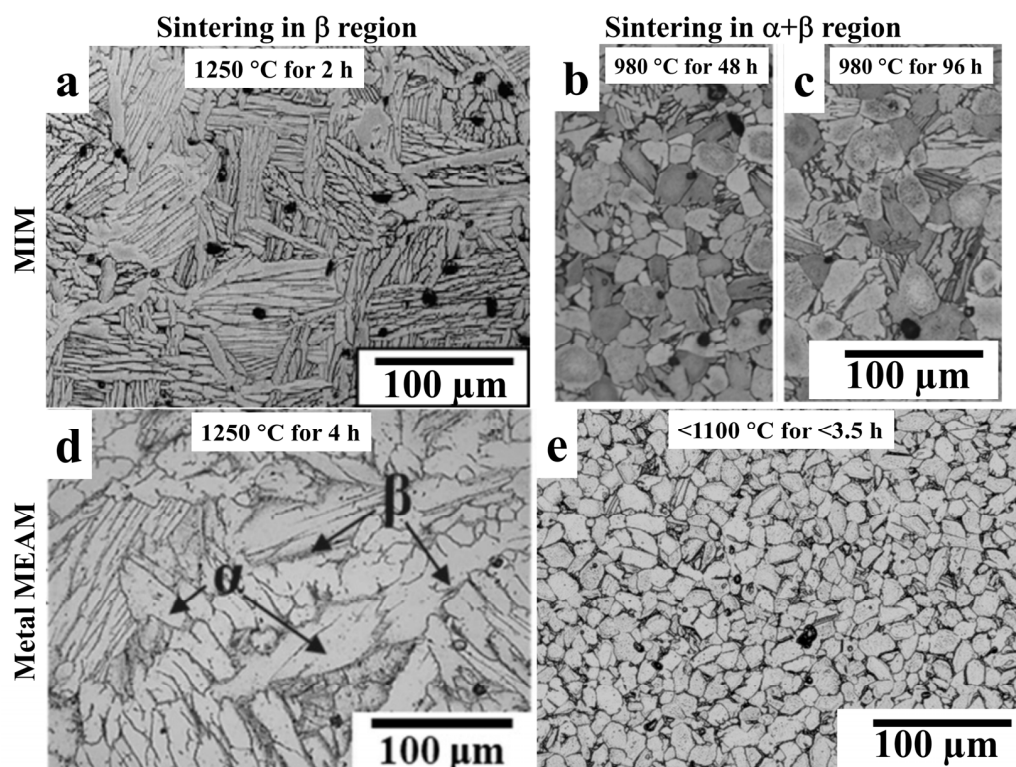 Sintering in β region
Sintering in α+β region
a
1250 °C for 2 h
b
980 °C for 48 h
c
980 °C for 96 h
MIM
100 µm
100 µm
d
1250 °C for 4 h
e
<1100 °C for <3.5 h
β
α
Metal MEAM
100 µm
100 µm